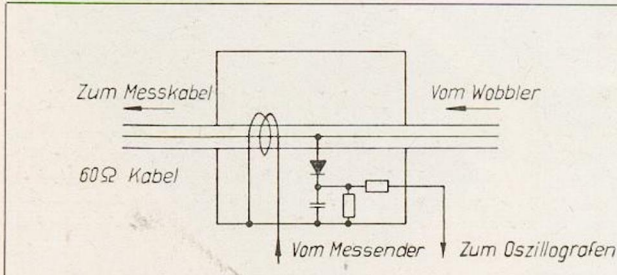 Zum Messkabel
Vom Wobbler
60Ω Kabel
Vom Messender
Zum Oszillografen